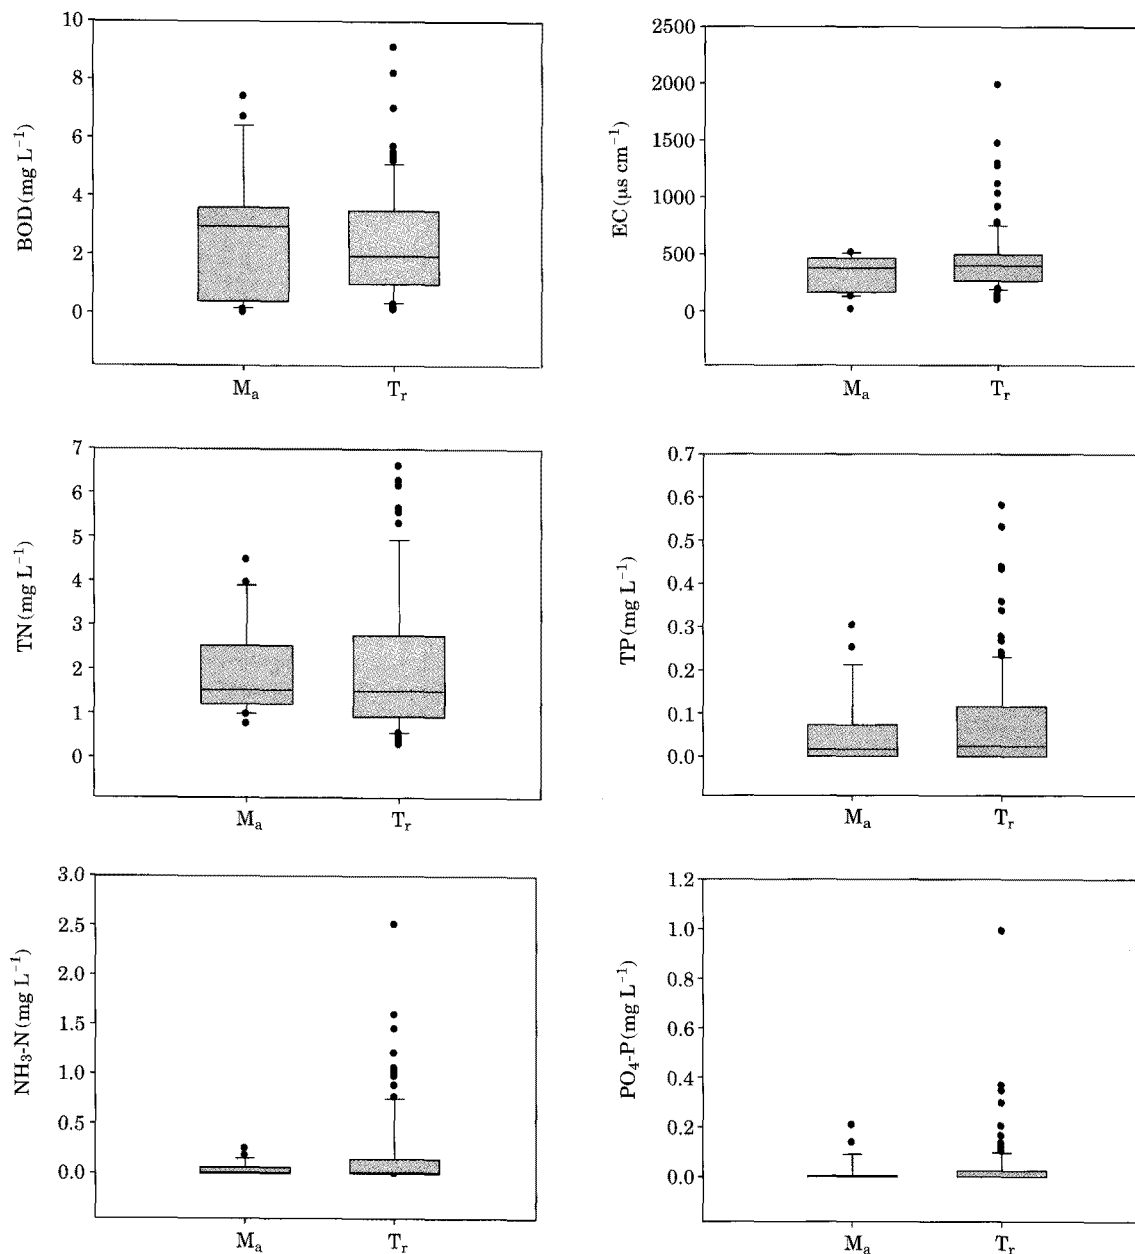 BOD(mg L⁻¹)
10
8
6
4
2
0
Mₐ
Tᵣ
EC(μs cm⁻¹)
2500
2000
1500
1000
500
0
Mₐ
Tᵣ
TN(mg L⁻¹)
7
6
5
4
3
2
1
0
Mₐ
Tᵣ
TP(mg L⁻¹)
0.7
0.6
0.5
0.4
0.3
0.2
0.1
0.0
Mₐ
Tᵣ
NH₃-N(mg L⁻¹)
3.0
2.5
2.0
1.5
1.0
0.5
0.0
Mₐ
Tᵣ
PO₄-P(mg L⁻¹)
1.2
1.0
0.8
0.6
0.4
0.2
0.0
Mₐ
Tᵣ